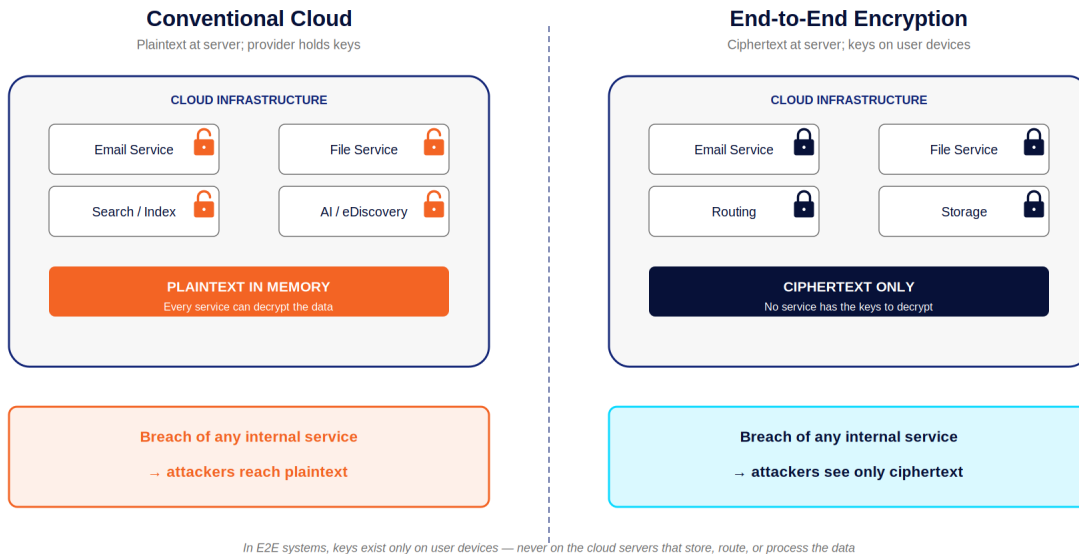 Conventional Cloud
Plaintext at server; provider holds keys
CLOUD INFRASTRUCTURE
Email Service
File Service
Search / Index
AI / eDiscovery
PLAINTEXT IN MEMORY
Every service can decrypt the data
Breach of any internal service
→ attackers reach plaintext
End-to-End Encryption
Ciphertext at server; keys on user devices
CLOUD INFRASTRUCTURE
Email Service
File Service
Routing
Storage
CIPHERTEXT ONLY
No service has the keys to decrypt
Breach of any internal service
→ attackers see only ciphertext
In E2E systems, keys exist only on user devices — never on the cloud servers that store, route, or process the data